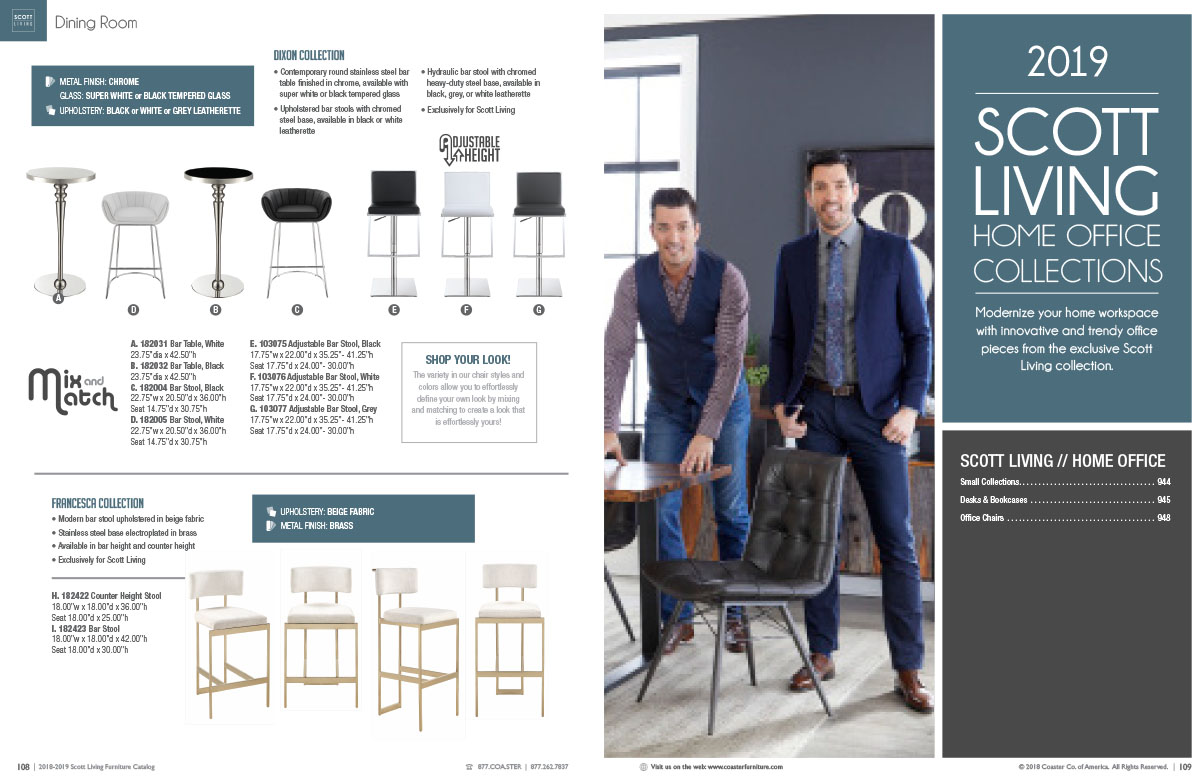 SCOTT
LIVING
Dining Room
METAL FINISH: CHROME
GLASS: SUPER WHITE or BLACK TEMPERED GLASS
UPHOLSTERY: BLACK or WHITE or GREY LEATHERETTE
DIXON COLLECTION
• Contemporary round stainless steel bar
table finished in chrome, available with
super white or black tempered glass
• Upholstered bar stools with chromed
steel base, available in black or white
leatherette
• Hydraulic bar stool with chromed
heavy-duty steel base, available in
black, grey, or white leatherette
• Exclusively for Scott Living
ADJUSTABLE
HEIGHT
A
D
B
C
E
F
G
Mix and
Match
A. 182031 Bar Table, White
23.75"dia x 42.50"h
B. 182032 Bar Table, Black
23.75"dia x 42.50"h
C. 182004 Bar Stool, Black
22.75"w x 20.50"d x 36.00"h
Seat 14.75"d x 30.75"h
D. 182005 Bar Stool, White
22.75"w x 20.50"d x 36.00"h
Seat 14.75"d x 30.75"h
E. 103075 Adjustable Bar Stool, Black
17.75"w x 22.00"d x 35.25"- 41.25"h
Seat 17.75"d x 24.00"- 30.00"h
F. 103076 Adjustable Bar Stool, White
17.75"w x 22.00"d x 35.25"- 41.25"h
Seat 17.75"d x 24.00"- 30.00"h
G. 103077 Adjustable Bar Stool, Grey
17.75"w x 22.00"d x 35.25"- 41.25"h
Seat 17.75"d x 24.00"- 30.00"h
SHOP YOUR LOOK!
The variety in our chair styles and
colors allow you to effortlessly
define your own look by mixing
and matching to create a look that
is effortlessly yours!
FRANCESCA COLLECTION
• Modern bar stool upholstered in beige fabric
• Stainless steel base electroplated in brass
• Available in bar height and counter height
• Exclusively for Scott Living
UPHOLSTERY: BEIGE FABRIC
METAL FINISH: BRASS
H. 182422 Counter Height Stool
18.00"w x 18.00"d x 36.00"h
Seat 18.00"d x 25.00"h
I. 182423 Bar Stool
18.00"w x 18.00"d x 42.00"h
Seat 18.00"d x 30.00"h
108 | 2018-2019 Scott Living Furniture Catalog
877.COA.STER | 877.262.7837
2019
SCOTT
LIVING
HOME OFFICE
COLLECTIONS
Modernize your home workspace
with innovative and trendy office
pieces from the exclusive Scott
Living collection.
SCOTT LIVING // HOME OFFICE
Small Collections. . . . . . . . . . . . . . . . . . . . . . . . . . . . . . . . . . . 944
Desks & Bookcases . . . . . . . . . . . . . . . . . . . . . . . . . . . . . . . . 945
Office Chairs . . . . . . . . . . . . . . . . . . . . . . . . . . . . . . . . . . . . . . 948
Visit us on the web: www.coasterfurniture.com
© 2018 Coaster Co. of America. All Rights Reserved. | 109